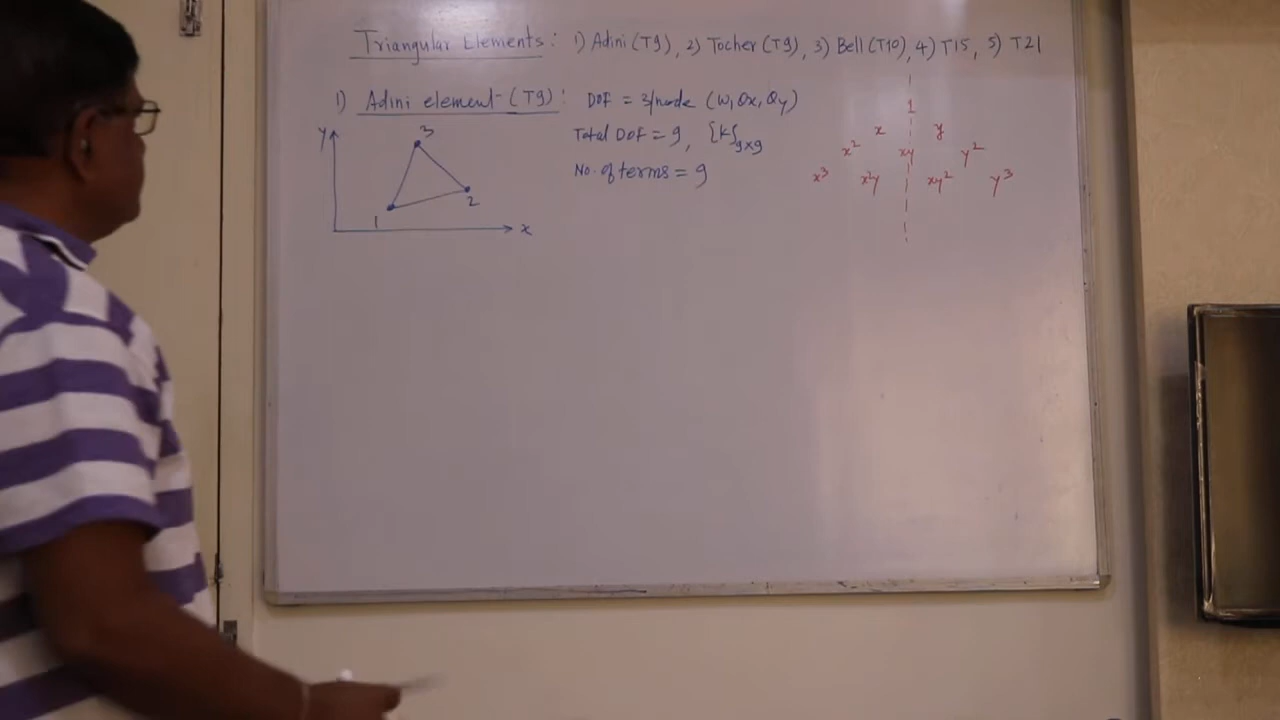 Triangular Elements: 1) Adini (T9), 2) Tocher (T9), 3) Bell (T10), 4) T15, 5) T21
1) Adini element (T9): DOF = 3/node (w, θx, θy)
Total DOF = 9, [k]9x9
No. of terms = 9
y
3
1
2
x
1
x y
x² xy y²
x³ x²y xy² y³